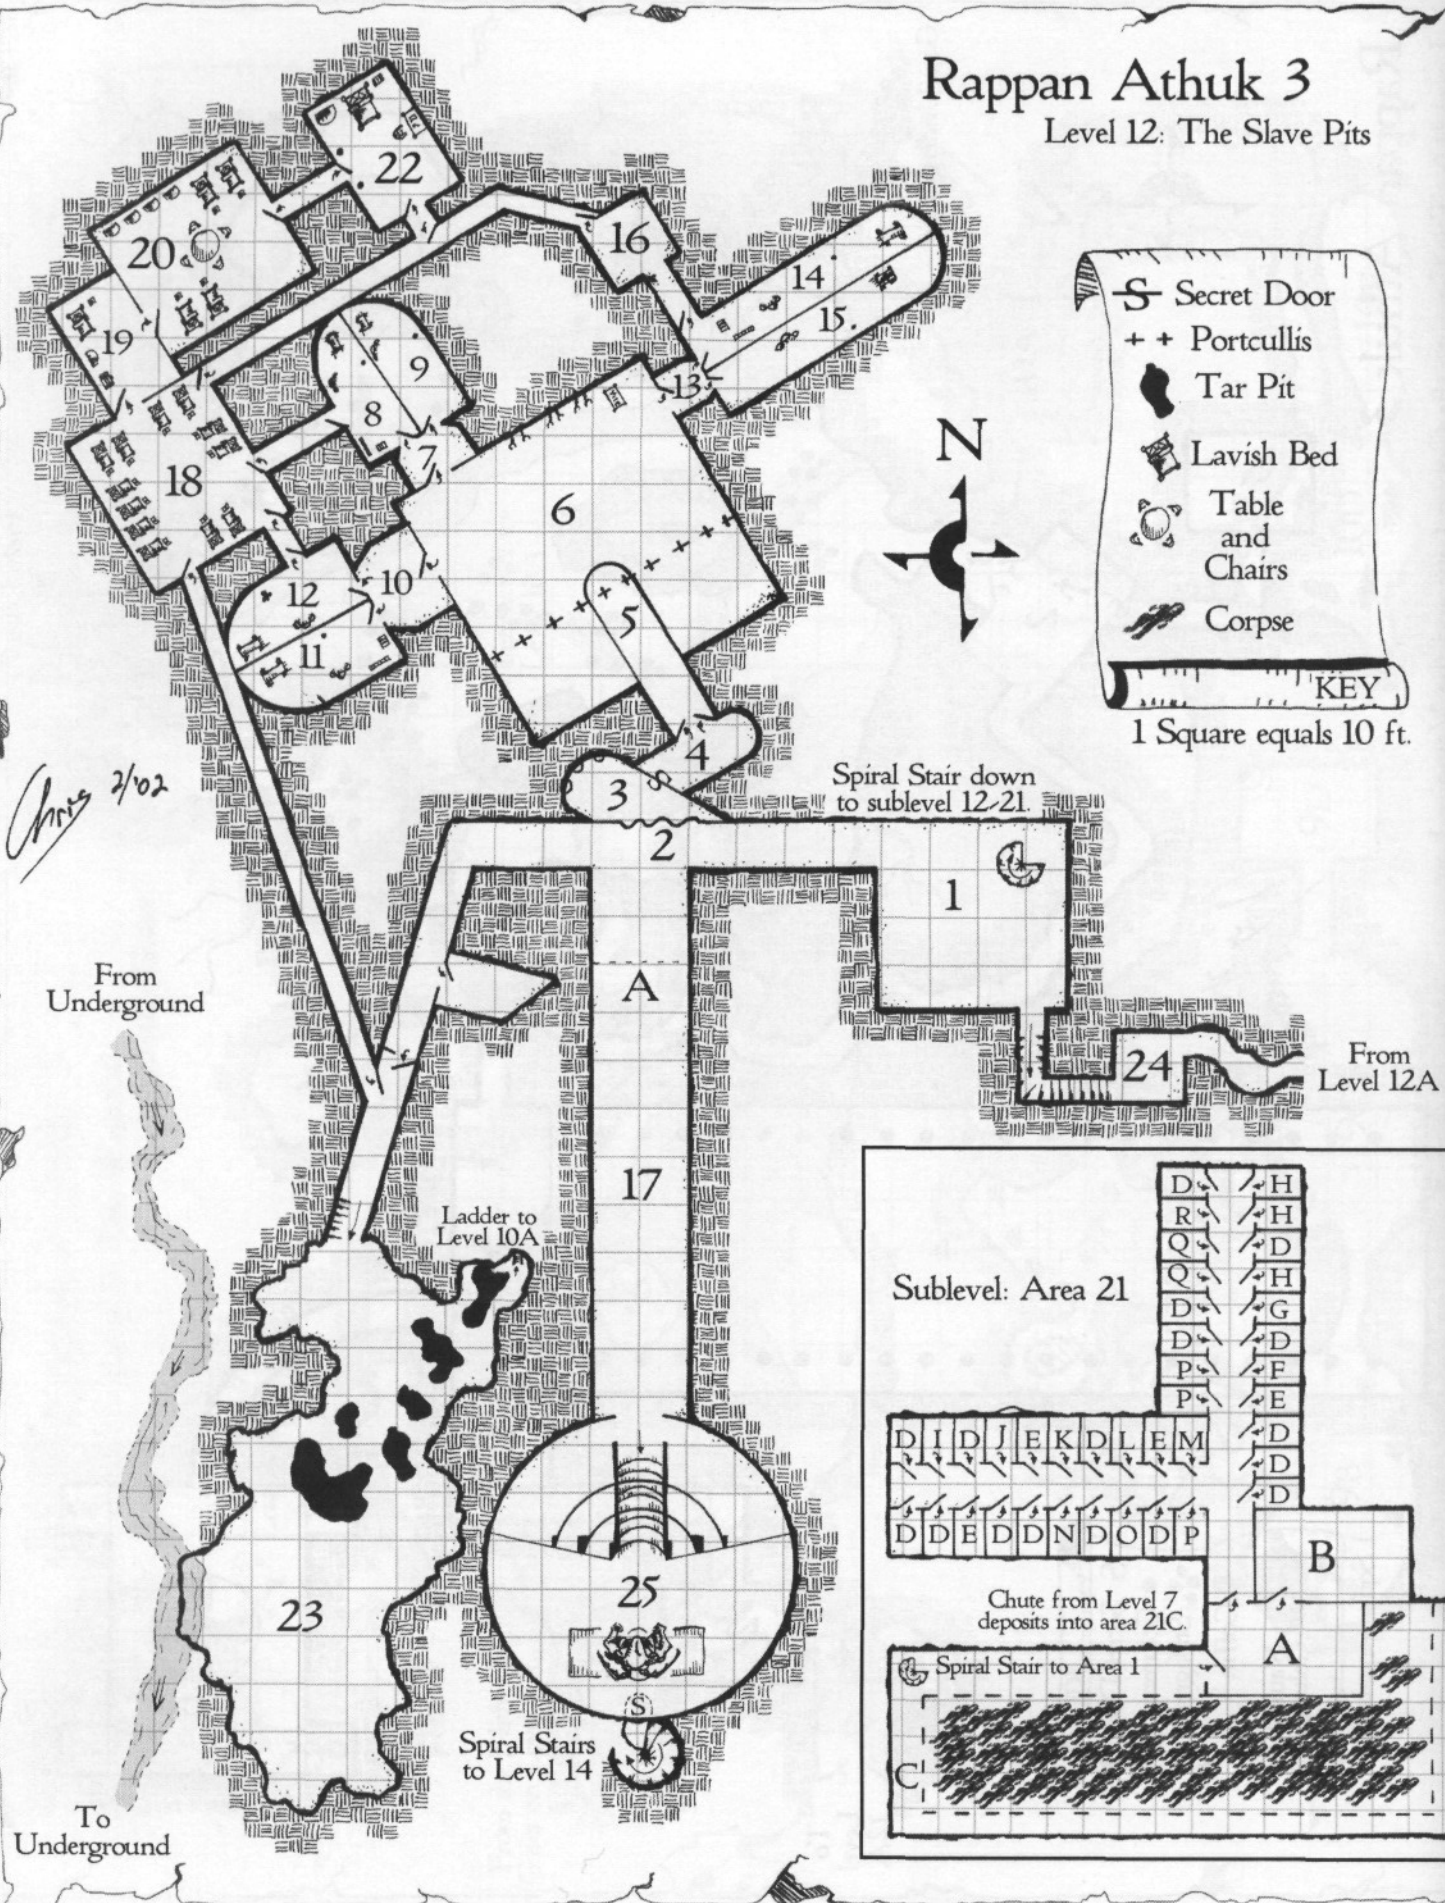 Rappan Athuk 3
Level 12: The Slave Pits
22
20
16
14
15
19
9
13
8
7
18
6
12
10
11
5
4
3
2
S
N
S Secret Door
+ + Portcullis
Tar Pit
Lavish Bed
Table
and
Chairs
Corpse
KEY
1 Square equals 10 ft.
Chris 2/'02
Spiral Stair down
to sublevel 12-21.
1
A
From
Underground
24
From
Level 12A
17
Ladder to
Level 10A
23
25
S
Spiral Stairs
to Level 14
To
Underground
Sublevel: Area 21
D H
R H
Q D
Q H
D G
D D
P F
P E
D
D
D
D I D J E K D L E M
D D E D D N D O D P
B
Chute from Level 7
deposits into area 21C.
A
Spiral Stair to Area 1
C